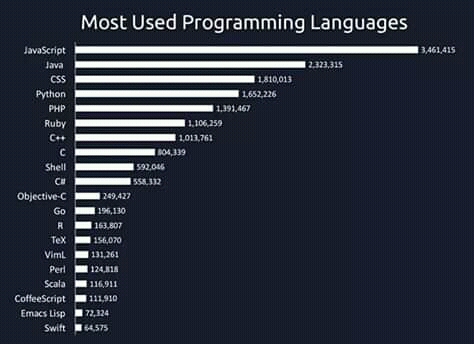 Most Used Programming Languages
JavaScript 3,461,415
Java 2,323,315
CSS 1,810,013
Python 1,652,226
PHP 1,391,467
Ruby 1,106,259
C++ 1,013,761
C 804,339
Shell 592,046
C# 558,332
Objective-C 249,427
Go 196,130
R 163,807
TeX 156,070
VimL 131,261
Perl 124,818
Scala 116,911
CoffeeScript 111,910
Emacs Lisp 72,324
Swift 64,575